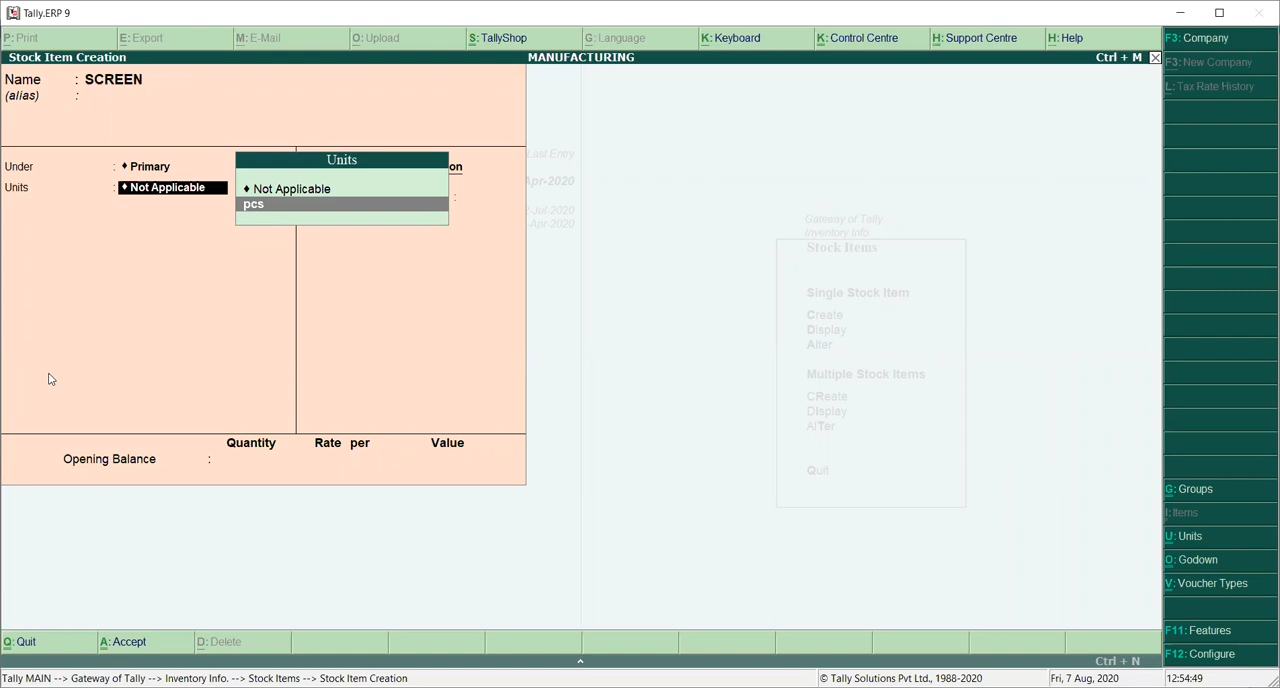 Tally.ERP 9
P: Print
E: Export
M: E-Mail
O: Upload
S: TallyShop
G: Language
K: Keyboard
K: Control Centre
H: Support Centre
H: Help
F3: Company
Stock Item Creation
MANUFACTURING
Ctrl + M
F3: New Company
L: Tax Rate History
Name : SCREEN
(alias) :
Under : ♦ Primary
Units : ♦ Not Applicable
Units
♦ Not Applicable
pcs
on
:
Last Entry
Apr-2020
-Jul-2020
-Apr-2020
Gateway of Tally
Inventory Info.
Stock Items
Single Stock Item
Create
Display
Alter
Multiple Stock Items
CReate
DIsplay
AlTer
Quit
Quantity Rate per Value
Opening Balance :
G: Groups
I: Items
U: Units
O: Godown
V: Voucher Types
F11: Features
F12: Configure
Q: Quit
A: Accept
D: Delete
Ctrl + N
Tally MAIN --> Gateway of Tally --> Inventory Info. --> Stock Items --> Stock Item Creation
© Tally Solutions Pvt Ltd., 1988-2020
Fri, 7 Aug, 2020
12:54:49